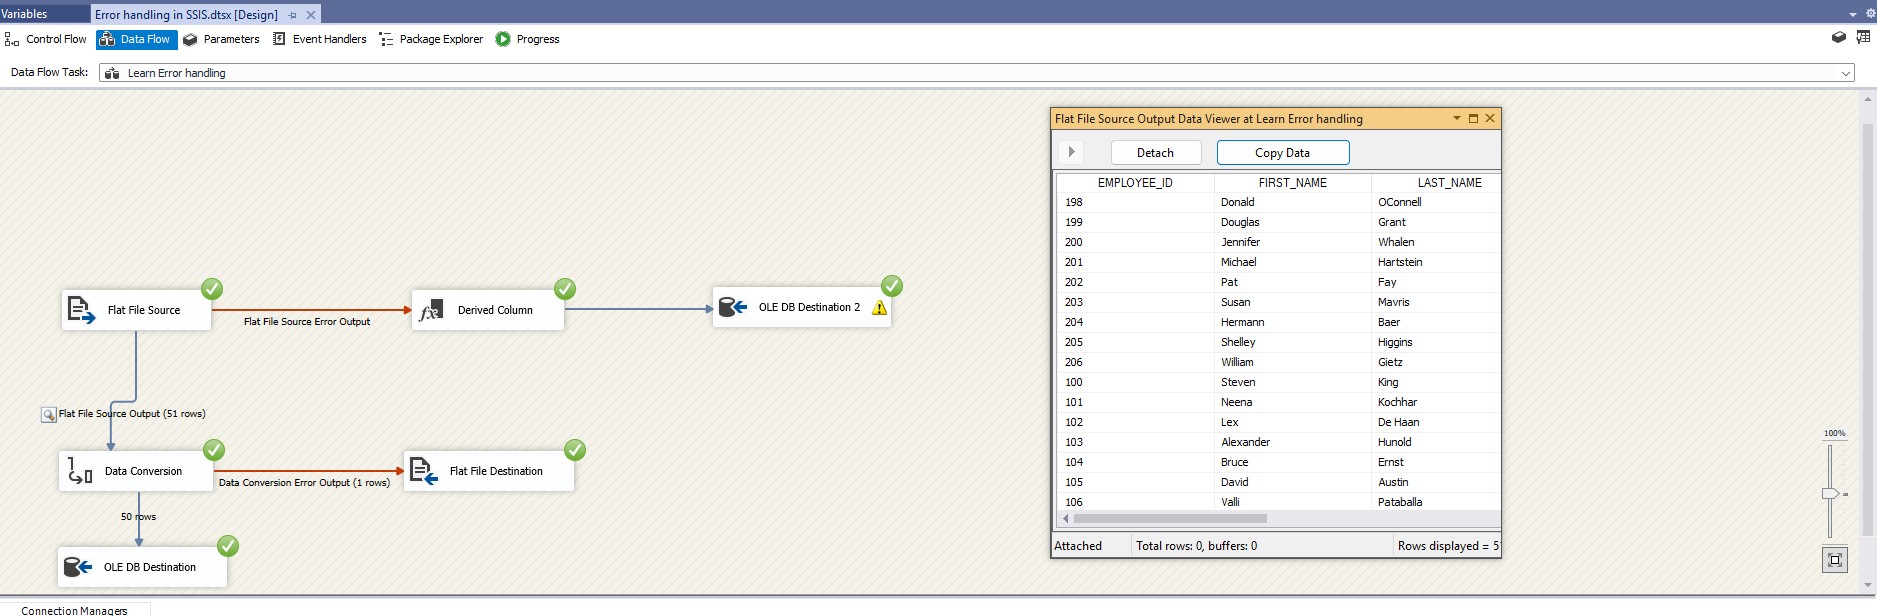 Variables
Error handling in SSIS.dtsx [Design]
Control Flow
Data Flow
Parameters
Event Handlers
Package Explorer
Progress
Data Flow Task:
Learn Error handling
Flat File Source
Flat File Source Error Output
Derived Column
OLE DB Destination 2
Flat File Source Output (51 rows)
Data Conversion
Data Conversion Error Output (1 rows)
Flat File Destination
50 rows
OLE DB Destination
Flat File Source Output Data Viewer at Learn Error handling
Detach
Copy Data
EMPLOYEE_ID FIRST_NAME LAST_NAME
198 Donald OConnell
199 Douglas Grant
200 Jennifer Whalen
201 Michael Hartstein
202 Pat Fay
203 Susan Mavris
204 Hermann Baer
205 Shelley Higgins
206 William Gietz
100 Steven King
101 Neena Kochhar
102 Lex De Haan
103 Alexander Hunold
104 Bruce Ernst
105 David Austin
106 Valli Pataballa
Attached
Total rows: 0, buffers: 0
Rows displayed =
100%
Connection Managers